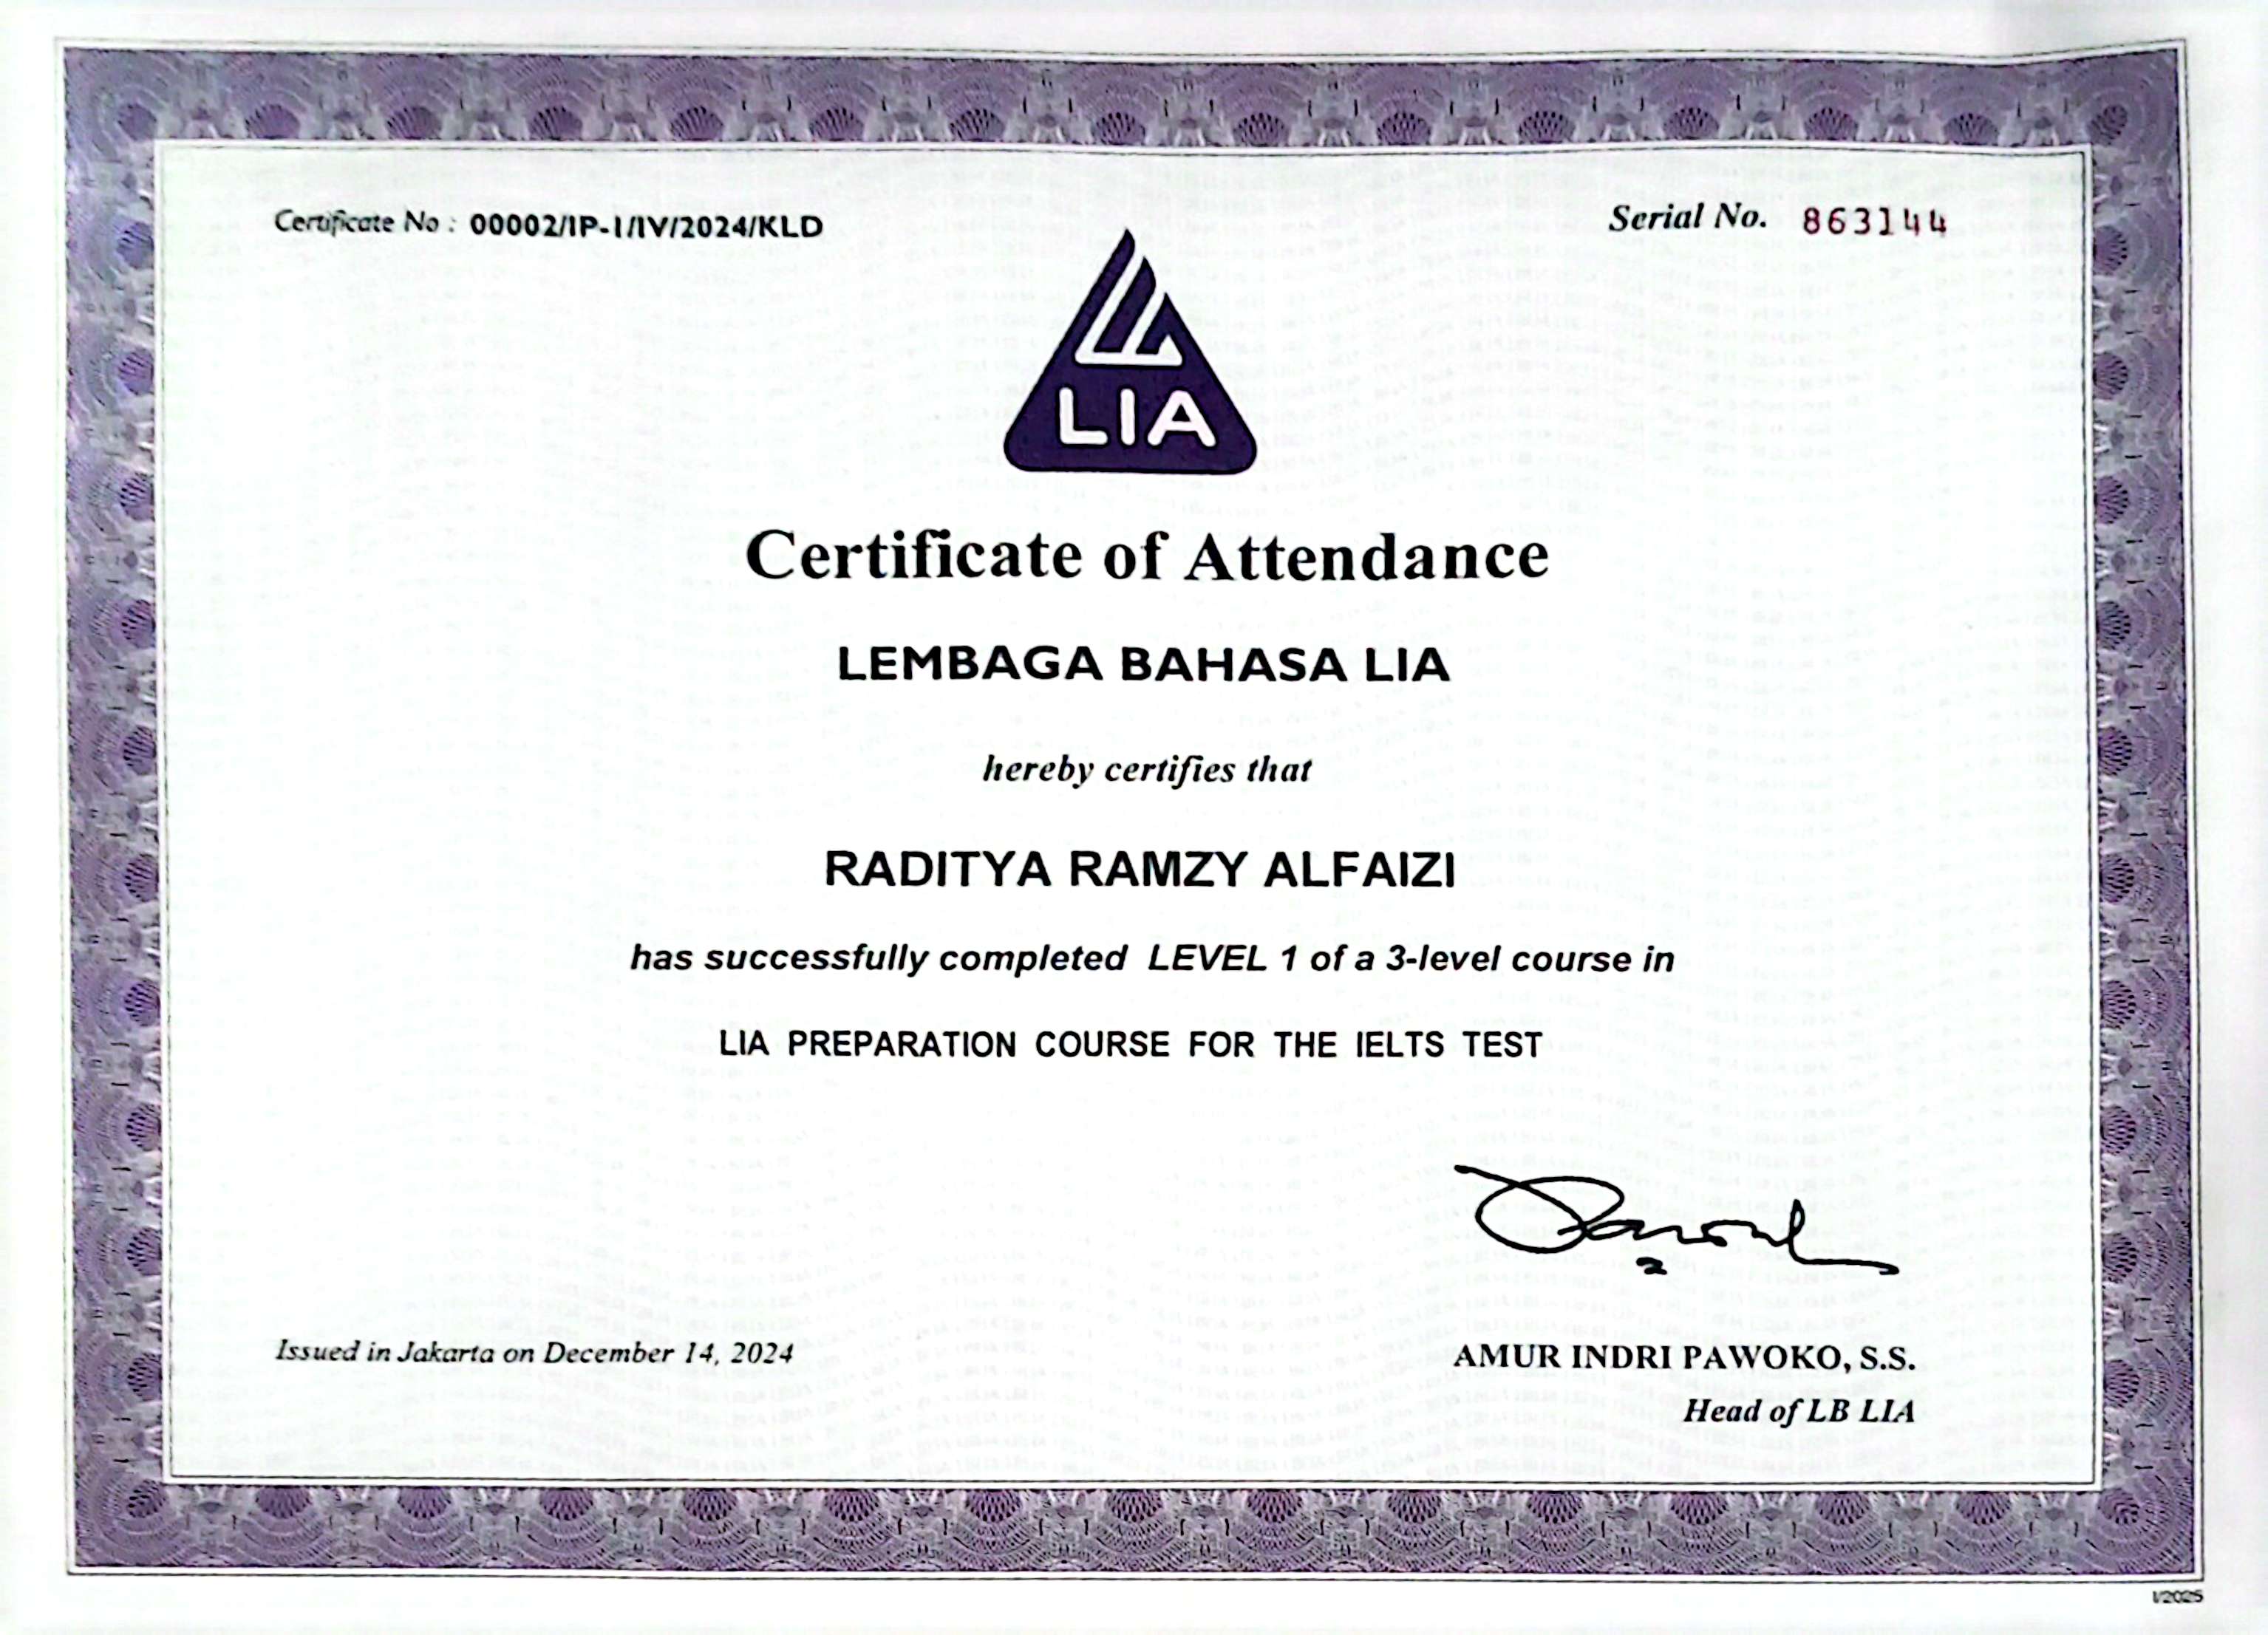 Certificate No : 00002/IP-1/IV/2024/KLD
Serial No. 863144
LIA
Certificate of Attendance
LEMBAGA BAHASA LIA
hereby certifies that
RADITYA RAMZY ALFAIZI
has successfully completed LEVEL 1 of a 3-level course in
LIA PREPARATION COURSE FOR THE IELTS TEST
Issued in Jakarta on December 14, 2024
AMUR INDRI PAWOKO, S.S.
Head of LB LIA
1/2025